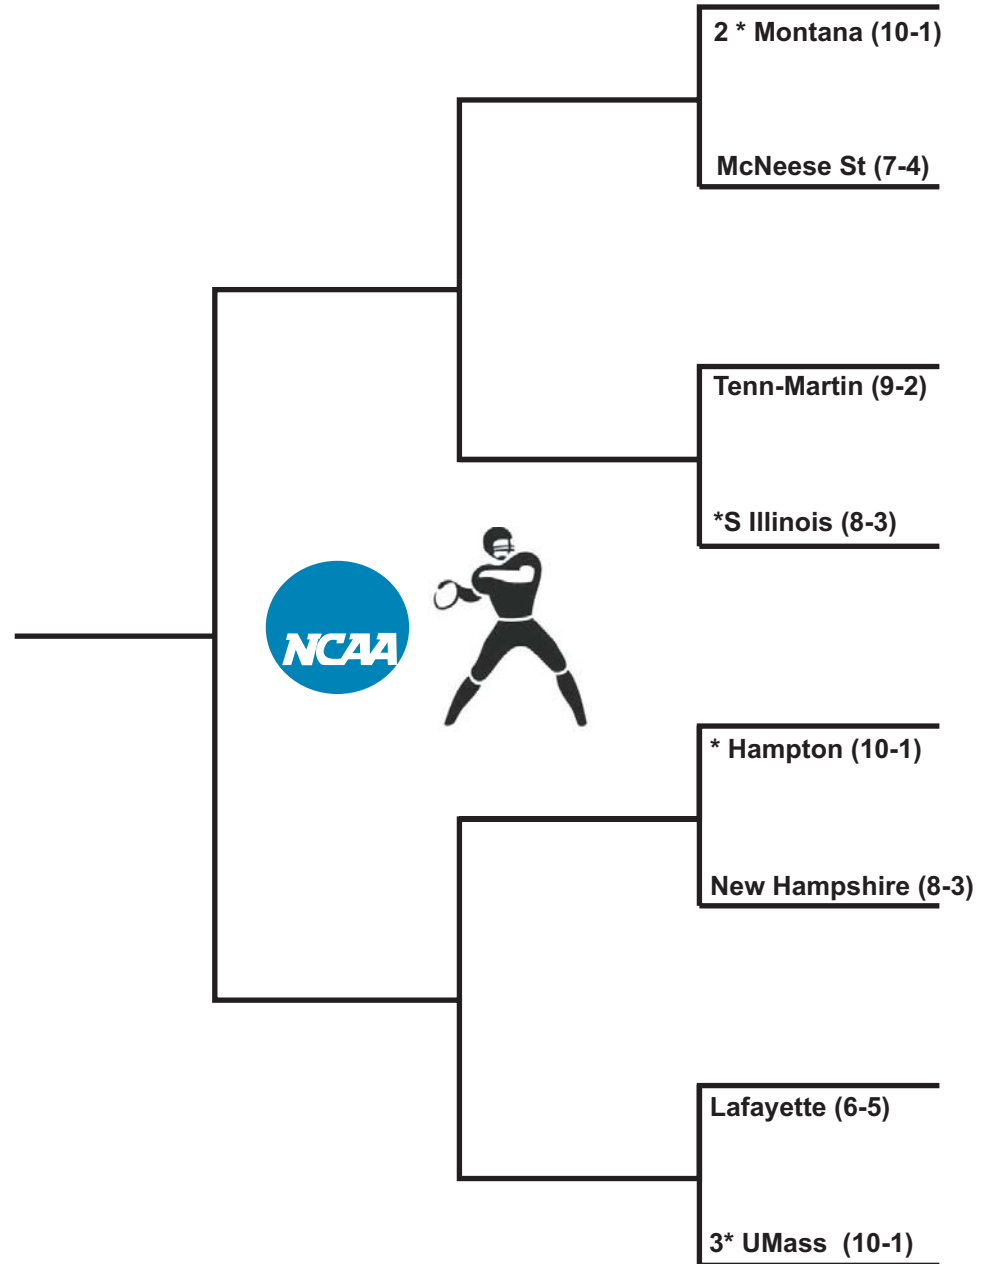 2 * Montana (10-1)
McNeese St (7-4)
Tenn-Martin (9-2)
*S Illinois (8-3)
NCAA
* Hampton (10-1)
New Hampshire (8-3)
Lafayette (6-5)
3* UMass (10-1)